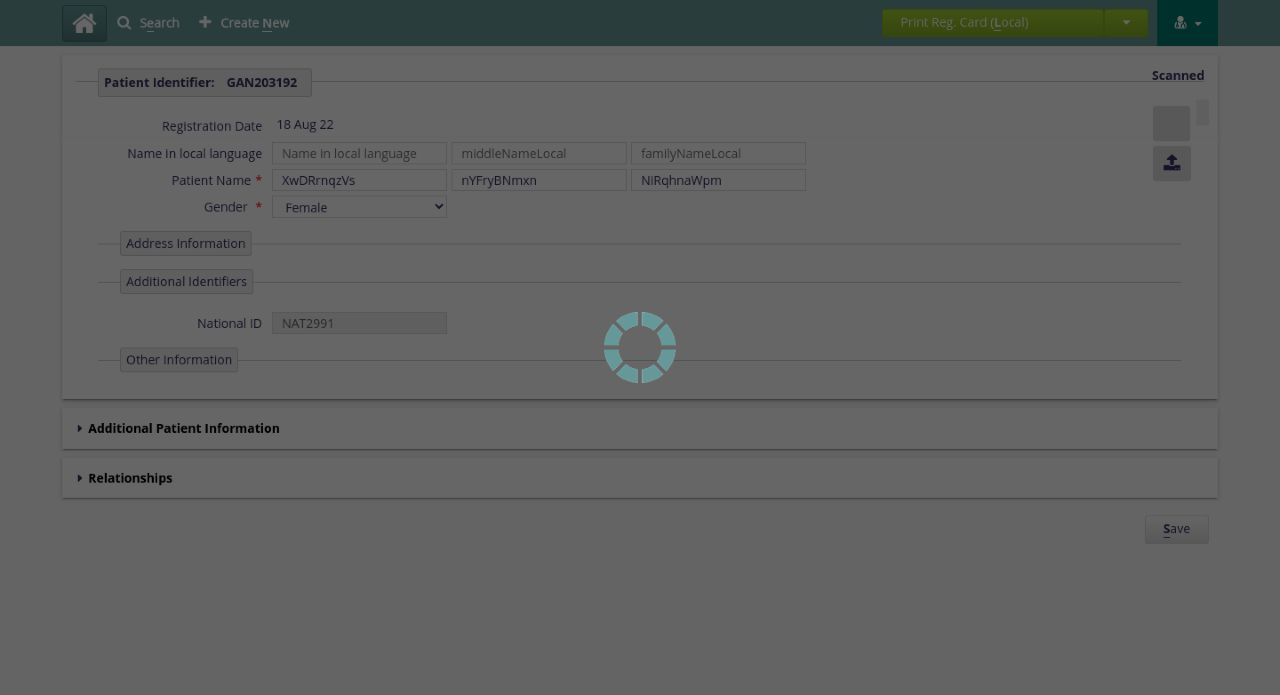 Search Create New Print Reg. Card (Local)
Patient Identifier: GAN203192 Scanned
Registration Date 18 Aug 22
Name in local language Name in local language middleNameLocal familyNameLocal
Patient Name * XwDRrnqzVs nYFryBNmxn NiRqhnaWpm
Gender * Female
Address Information
Additional Identifiers
National ID NAT2991
Other Information
Additional Patient Information
Relationships
Save